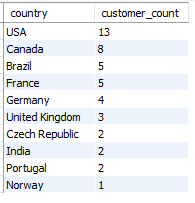 country customer_count
USA 13
Canada 8
Brazil 5
France 5
Germany 4
United Kingdom 3
Czech Republic 2
India 2
Portugal 2
Norway 1